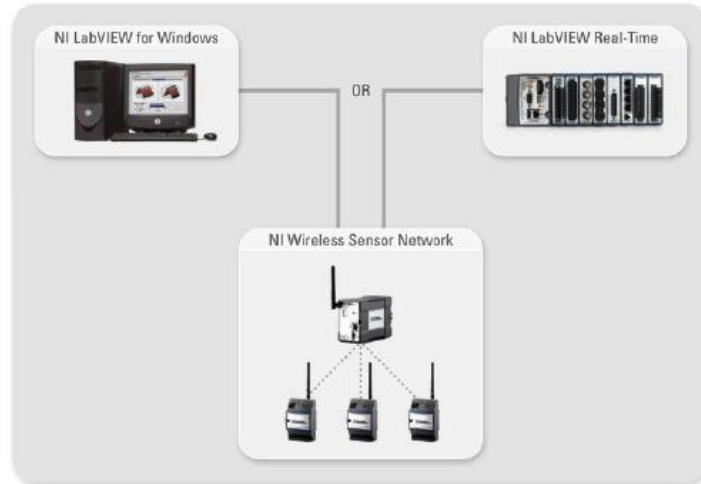 NI LabVIEW for Windows
NI LabVIEW Real-Time
OR
NI Wireless Sensor Network